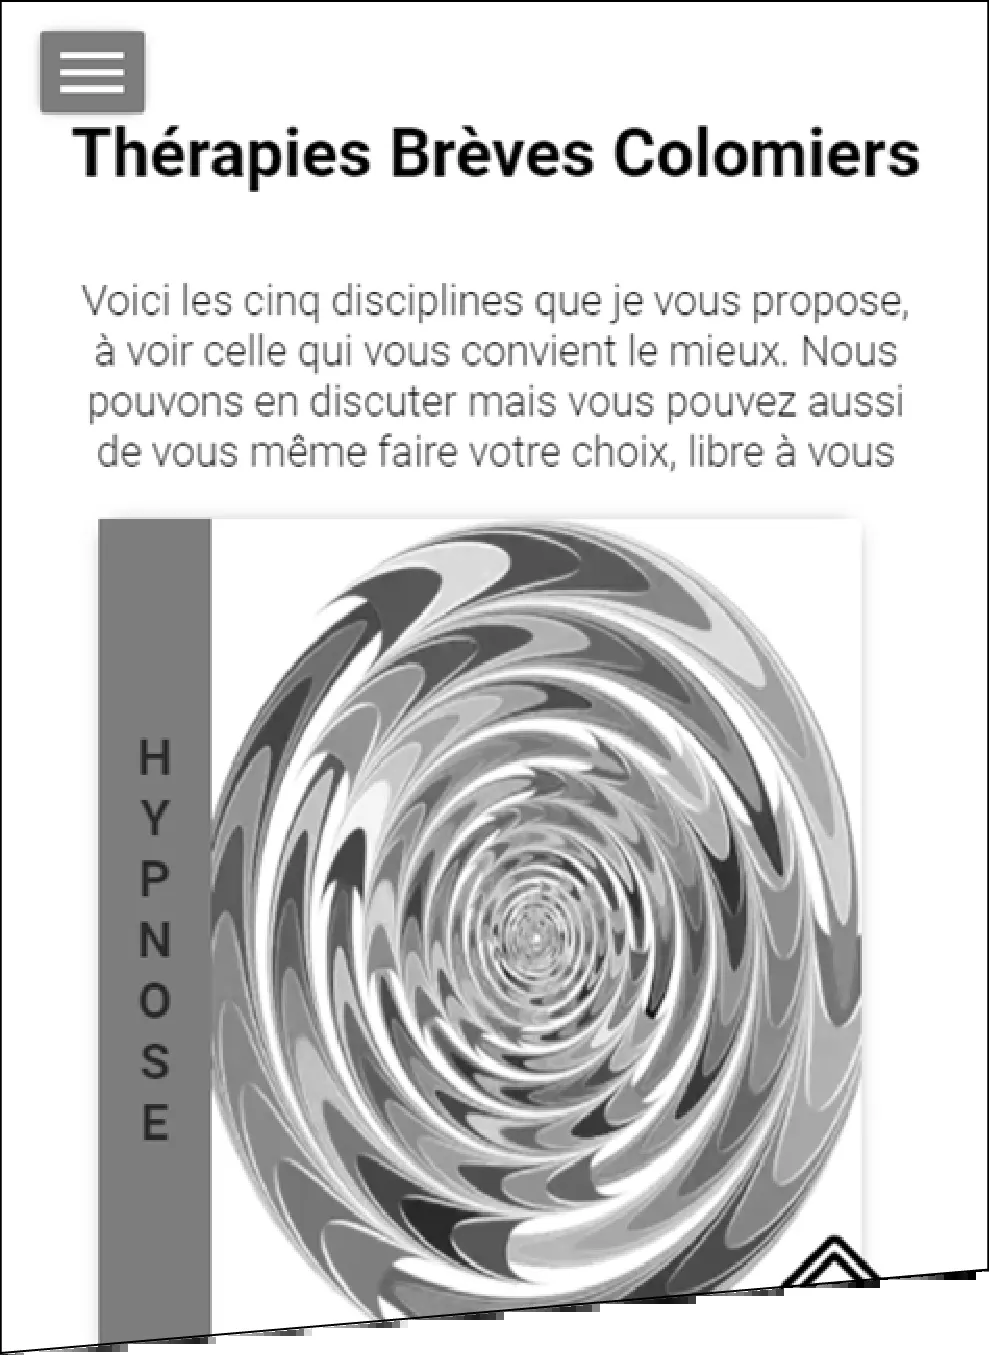 Thérapies Brèves Colomiers
Voici les cinq disciplines que je vous propose,
à voir celle qui vous convient le mieux. Nous
pouvons en discuter mais vous pouvez aussi
de vous même faire votre choix, libre à vous
HYPNOSE